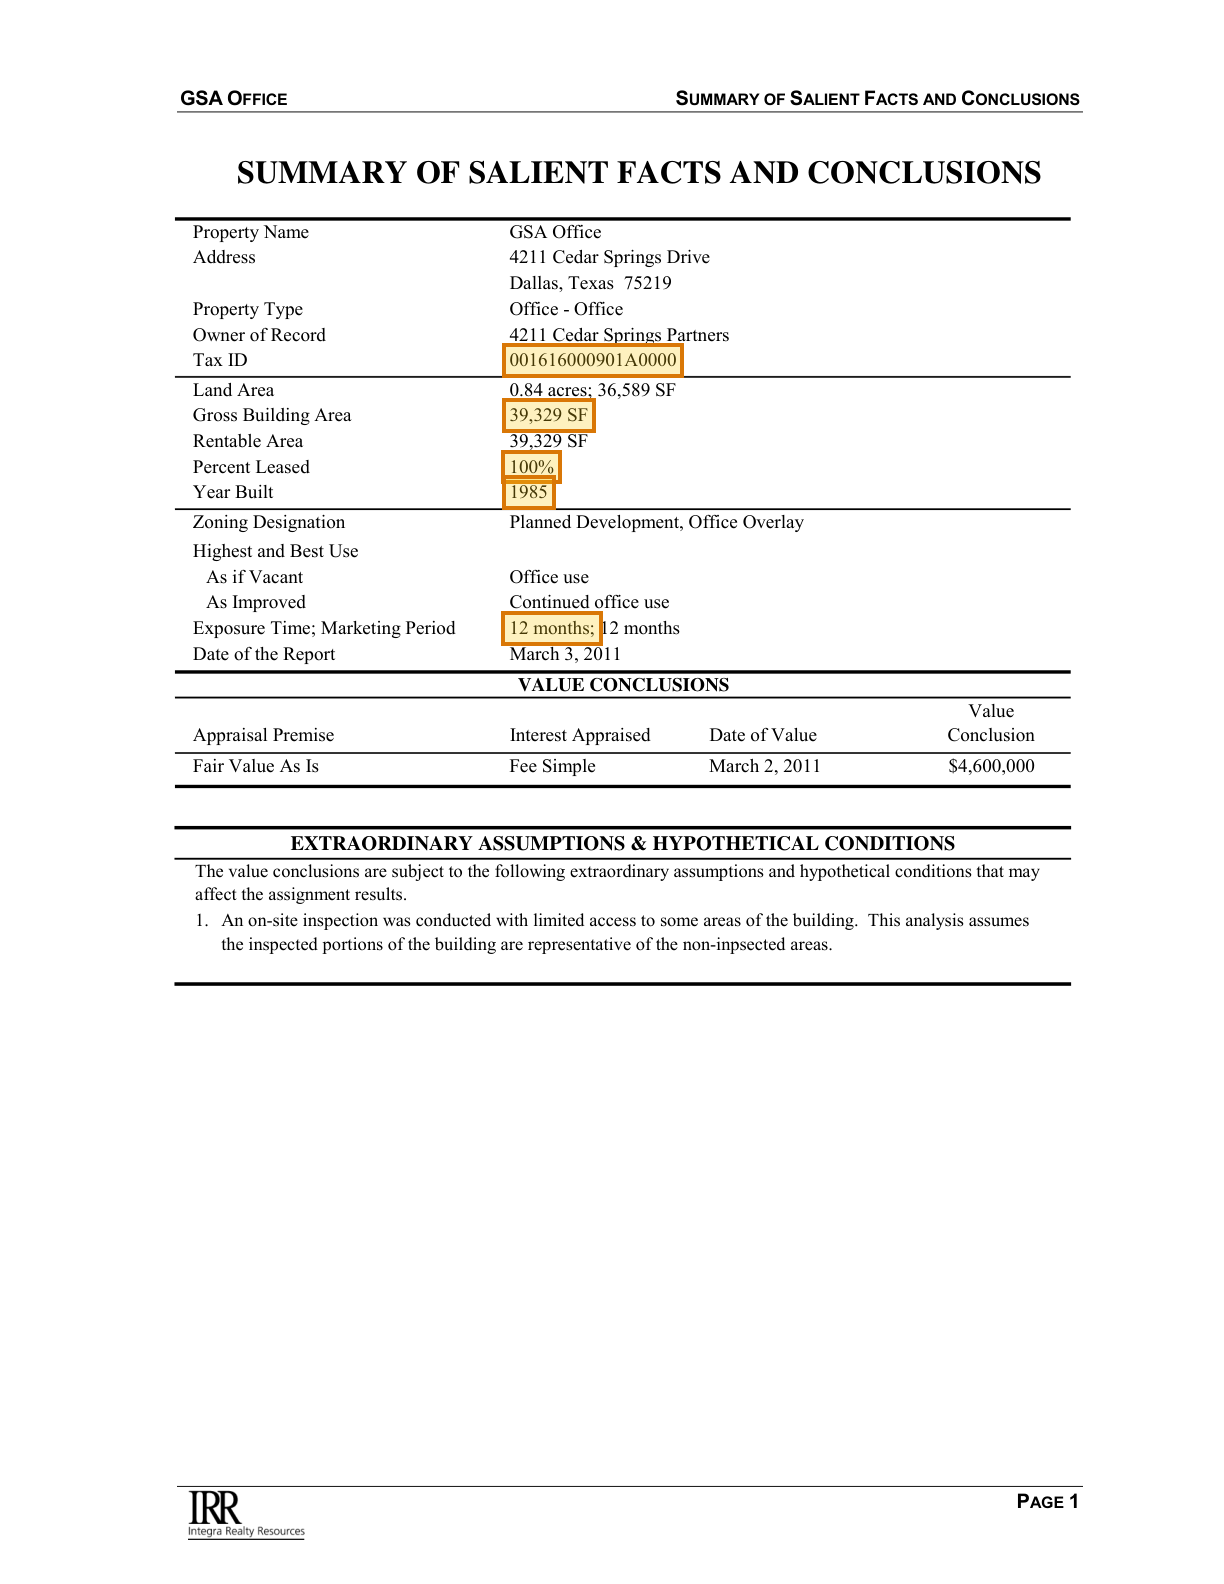 GSA OFFICE SUMMARY OF SALIENT FACTS AND CONCLUSIONS
SUMMARY OF SALIENT FACTS AND CONCLUSIONS
Property Name GSA Office
Address 4211 Cedar Springs Drive
Dallas, Texas 75219
Property Type Office - Office
Owner of Record 4211 Cedar Springs Partners
Tax ID 001616000901A0000
Land Area 0.84 acres; 36,589 SF
Gross Building Area 39,329 SF
Rentable Area 39,329 SF
Percent Leased 100%
Year Built 1985
Zoning Designation Planned Development, Office Overlay
Highest and Best Use
As if Vacant Office use
As Improved Continued office use
Exposure Time; Marketing Period 12 months; 12 months
Date of the Report March 3, 2011
VALUE CONCLUSIONS
Value
Appraisal Premise Interest Appraised Date of Value Conclusion
Fair Value As Is Fee Simple March 2, 2011 $4,600,000
EXTRAORDINARY ASSUMPTIONS & HYPOTHETICAL CONDITIONS
The value conclusions are subject to the following extraordinary assumptions and hypothetical conditions that may
affect the assignment results.
1. An on-site inspection was conducted with limited access to some areas of the building. This analysis assumes
the inspected portions of the building are representative of the non-inpsected areas.
IRR
Integra Realty Resources
PAGE 1